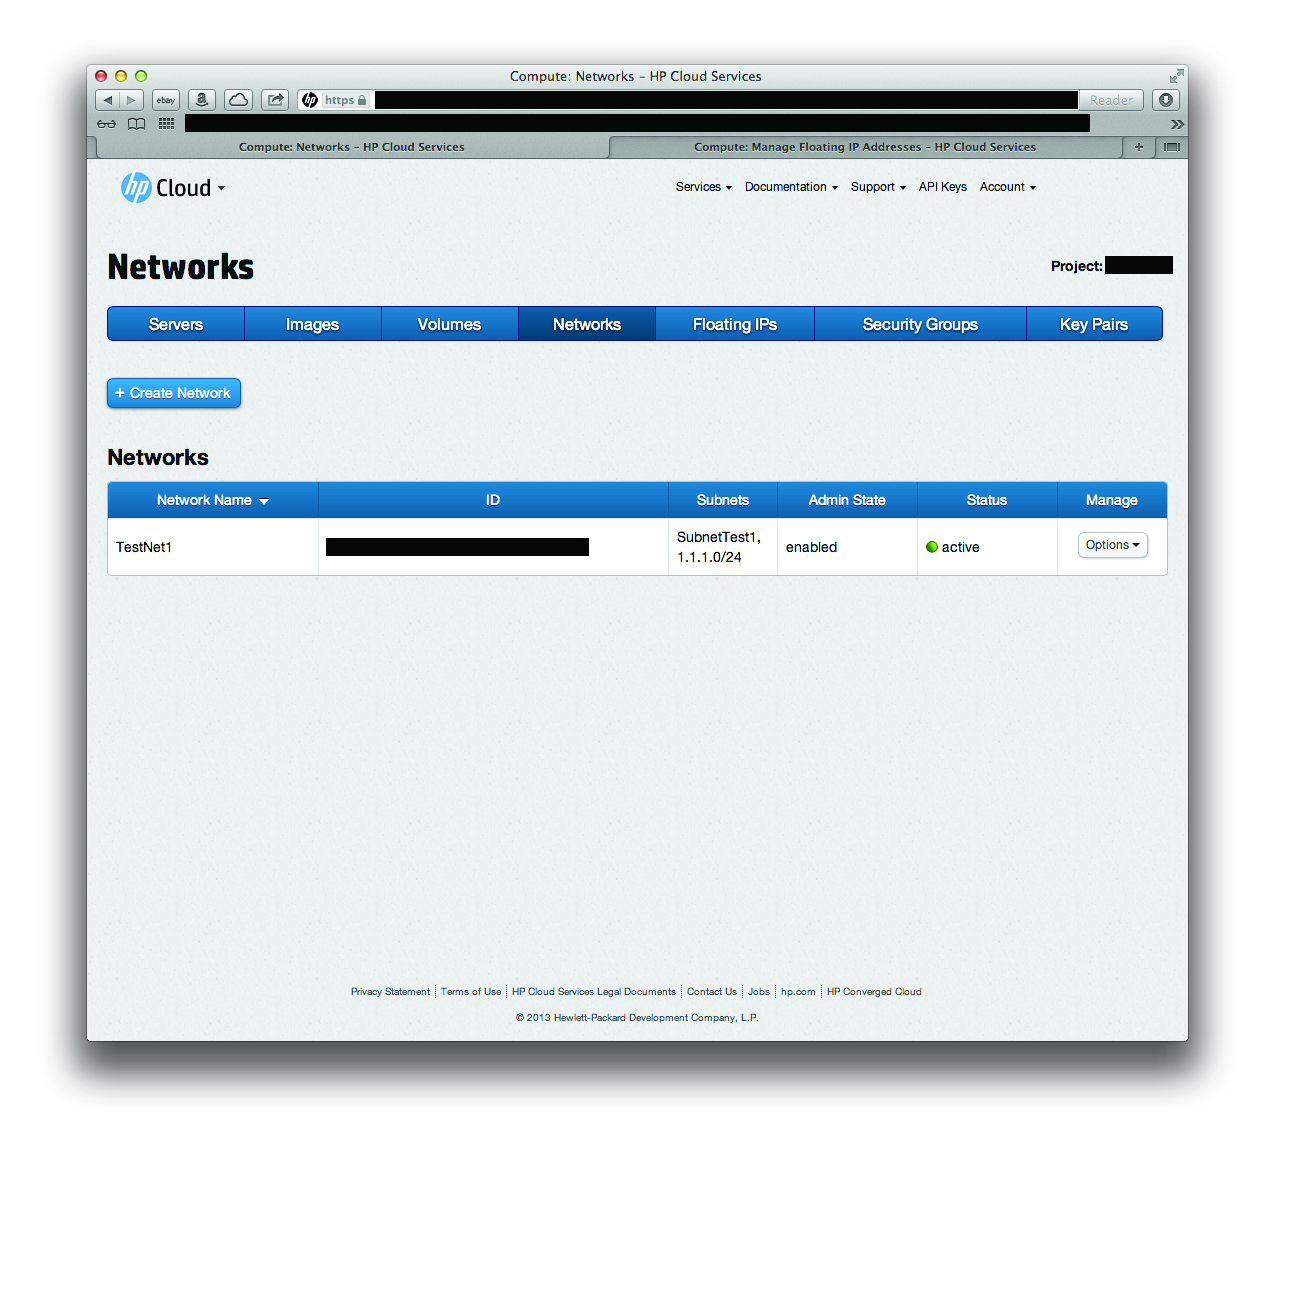 Compute: Networks – HP Cloud Services
ebay
a
hp https
Reader
Compute: Networks – HP Cloud Services
Compute: Manage Floating IP Addresses – HP Cloud Services
+
hp Cloud
Services
Documentation
Support
API Keys
Account
Networks
Project:
Servers
Images
Volumes
Networks
Floating IPs
Security Groups
Key Pairs
+ Create Network
Networks
Network Name
ID
Subnets
Admin State
Status
Manage
TestNet1
SubnetTest1,
1.1.1.0/24
enabled
active
Options
Privacy Statement
Terms of Use
HP Cloud Services Legal Documents
Contact Us
Jobs
hp.com
HP Converged Cloud
© 2013 Hewlett-Packard Development Company, L.P.